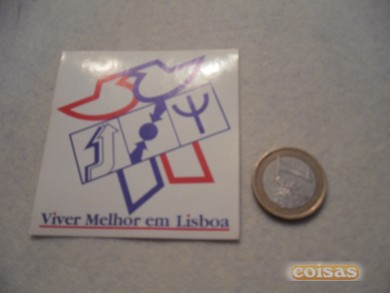 Viver Melhor em Lisboa
coisas